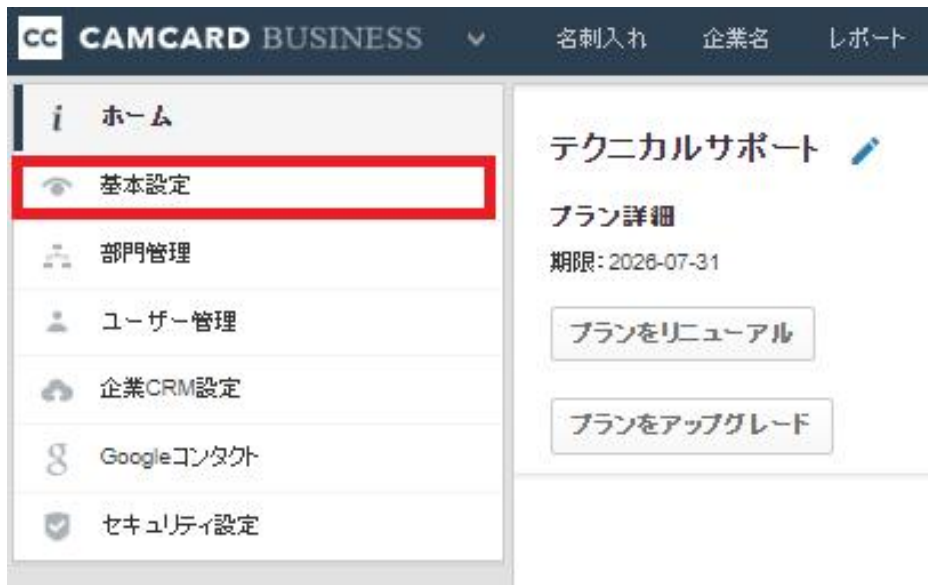 CC CAMCARD BUSINESS 名刺入れ 企業名 レポート
i ホーム
基本設定
部門管理
ユーザー管理
企業CRM設定
g Googleコンタクト
セキュリティ設定
テクニカルサポート
プラン詳細
期限：2026-07-31
プランをリニューアル
プランをアップグレード